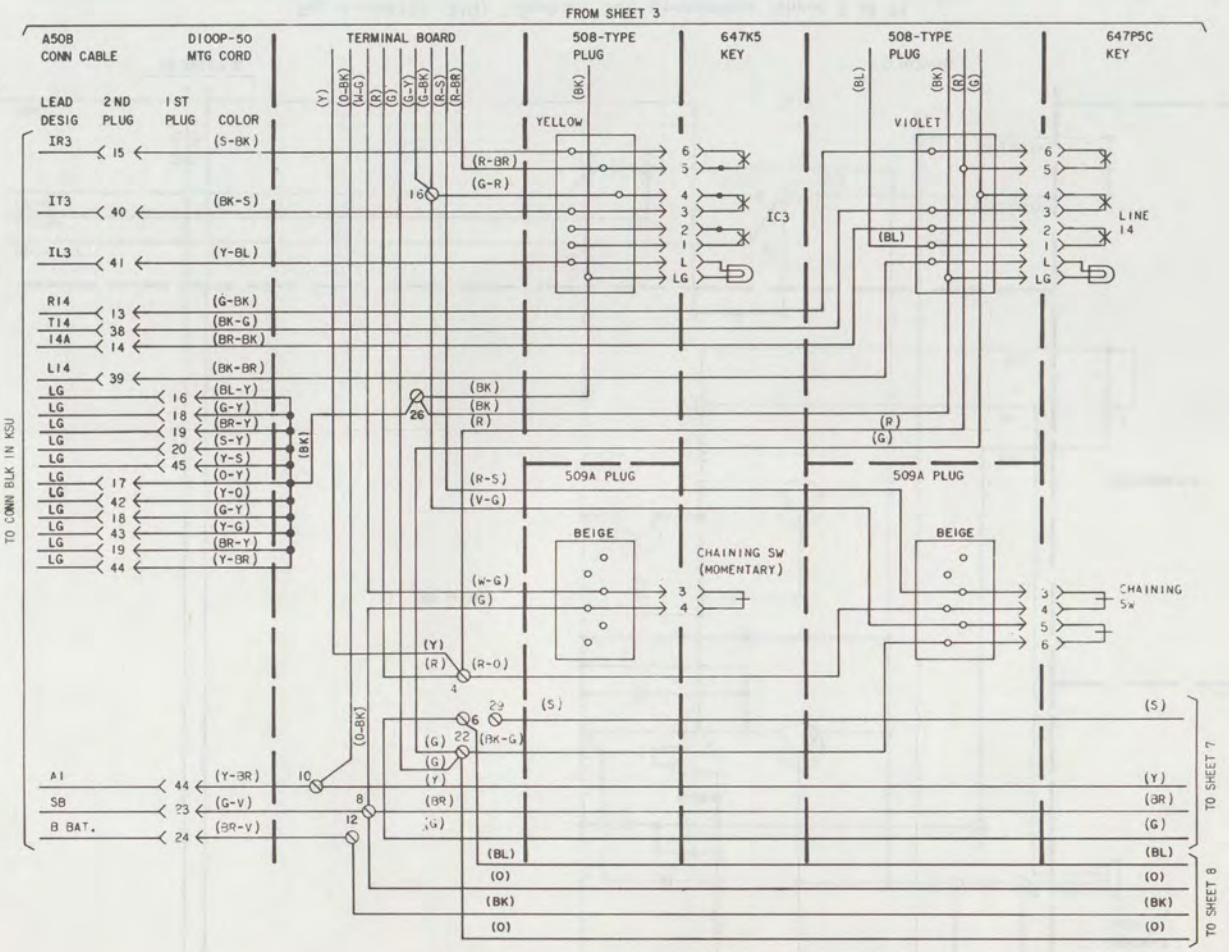 FROM SHEET 3
A50B CONN CABLE
D100P-50 MTG CORD
TERMINAL BOARD
508-TYPE PLUG
647K5 KEY
508-TYPE PLUG
647P5C KEY
(Y) (O-BK) (W-G) (R) (G) (G-Y) (G-BK) (R-S) (R-BR)
(BK)
(BL) (BK) (R) (G)
LEAD DESIG
2 ND PLUG
1 ST PLUG
COLOR
YELLOW
VIOLET
IR3 15 (S-BK)
(R-BR)
(G-R)
16
6
5
4
3
2
1
L
LG
IC3
(BL)
6
5
4
3
2
1
L
LG
LINE 14
IT3 40 (BK-S)
IL3 41 (Y-BL)
R14 13 (G-BK)
T14 38 (BK-G)
14A 14 (BR-BK)
L14 39 (BK-BR)
LG 16 (BL-Y)
LG 18 (G-Y)
LG 19 (BR-Y)
LG 20 (S-Y)
LG 45 (Y-S)
LG 17 (O-Y)
LG 42 (Y-O)
LG 18 (G-Y)
LG 43 (Y-G)
LG 19 (BR-Y)
LG 44 (Y-BR)
(BK)
26
(BK)
(BK)
(R)
(R)
(G)
TO CONN BLK IN KSU
509A PLUG
509A PLUG
(R-S)
(V-G)
BEIGE
BEIGE
CHAINING SW (MOMENTARY)
(W-G)
(G)
3
4
3
4
5
6
CHAINING SW
(Y)
(R)
(R-O)
4
29
(S)
(S)
6
(O-BK)
(G)
22
(BK-G)
(G)
A1 44 (Y-BR) 10
(Y)
(Y)
SB 23 (G-V) 8
(BR)
(BR)
B BAT. 24 (BR-V) 12
(G)
(G)
TO SHEET 7
(BL)
(BL)
(O)
(O)
(BK)
(BK)
(O)
(O)
TO SHEET 8